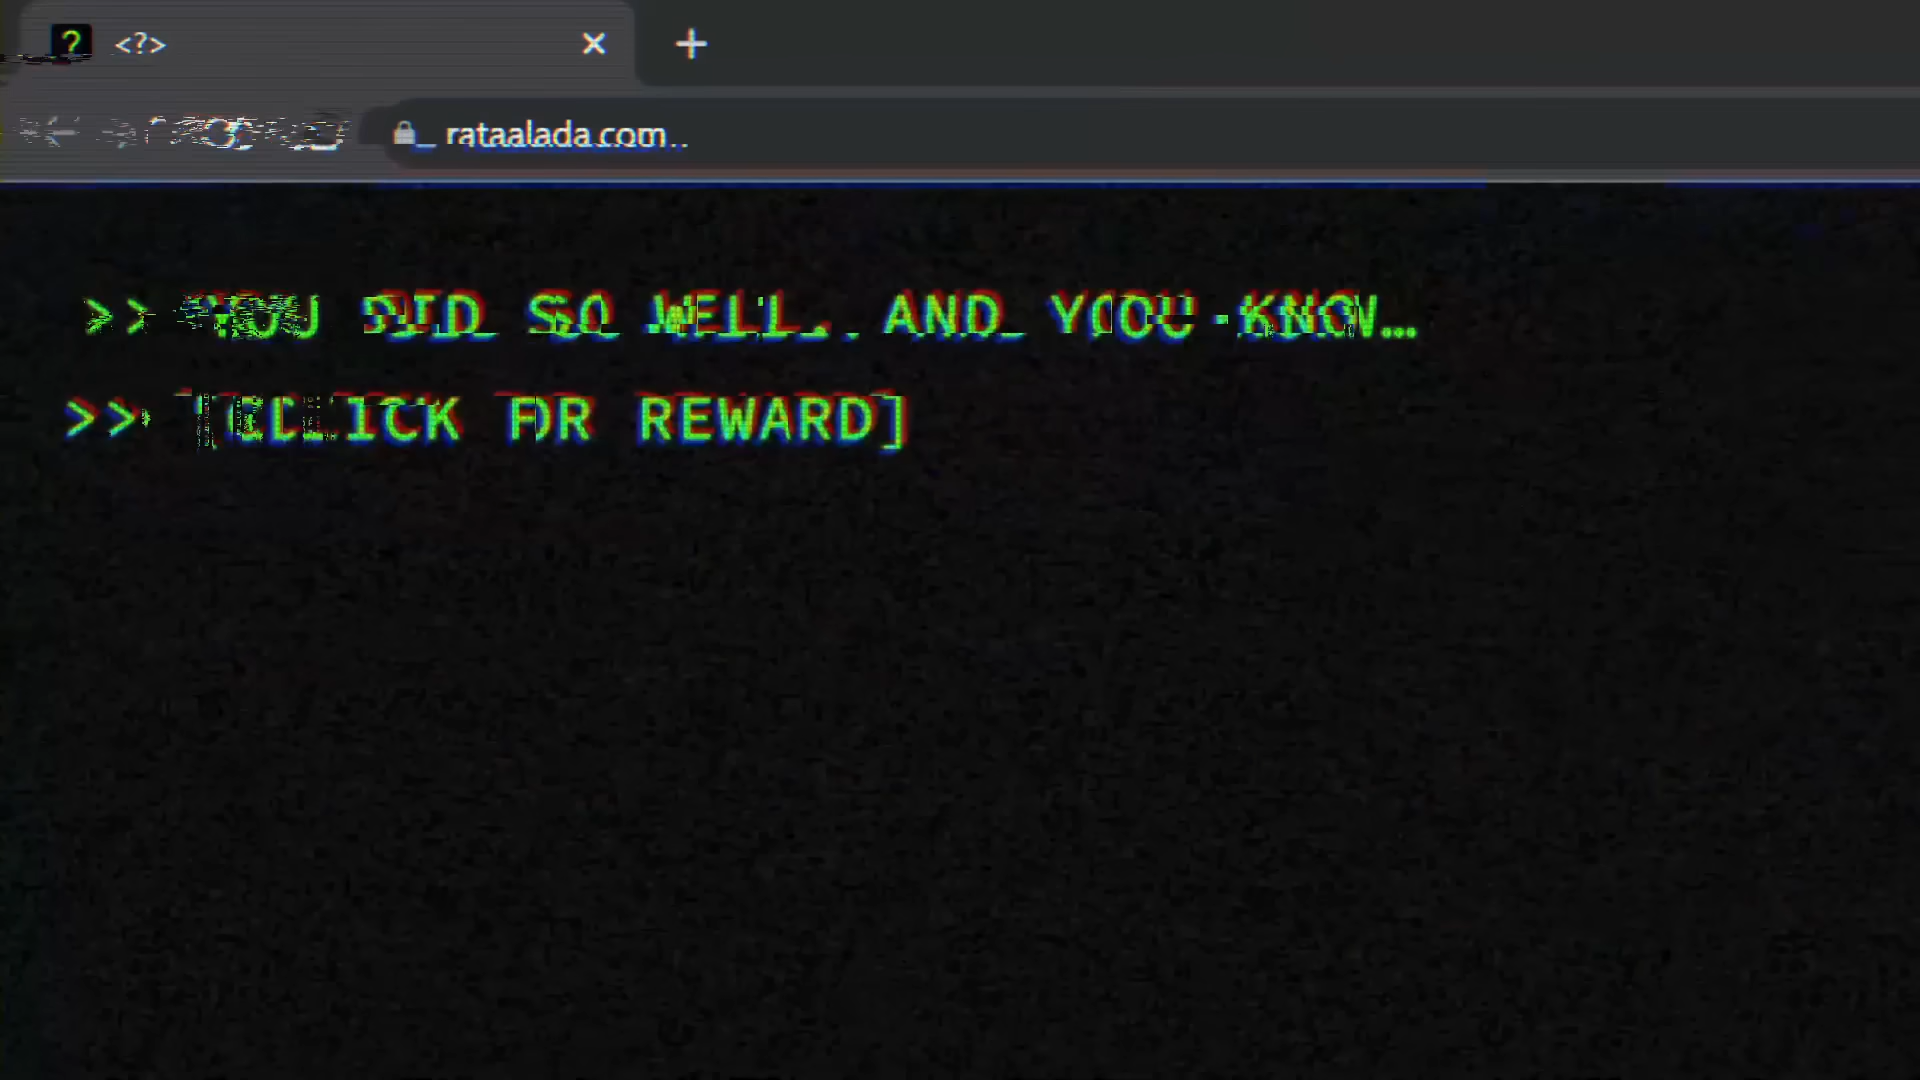 ? <?>
rataalada.com
>> YOU DID SO WELL. AND YOU KNOW...
>> [CLICK FOR REWARD]